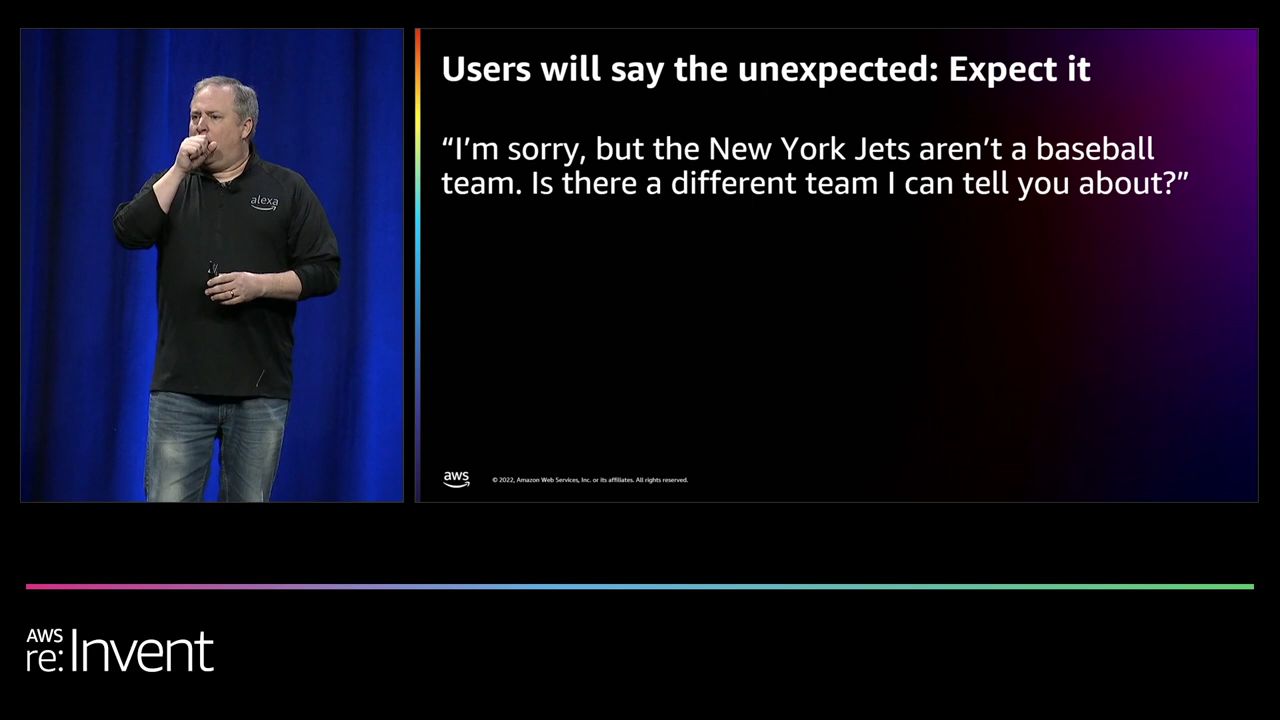 alexa
Users will say the unexpected: Expect it
“I’m sorry, but the New York Jets aren’t a baseball
team. Is there a different team I can tell you about?”
aws
© 2022, Amazon Web Services, Inc. or its affiliates. All rights reserved.
AWS
re:Invent